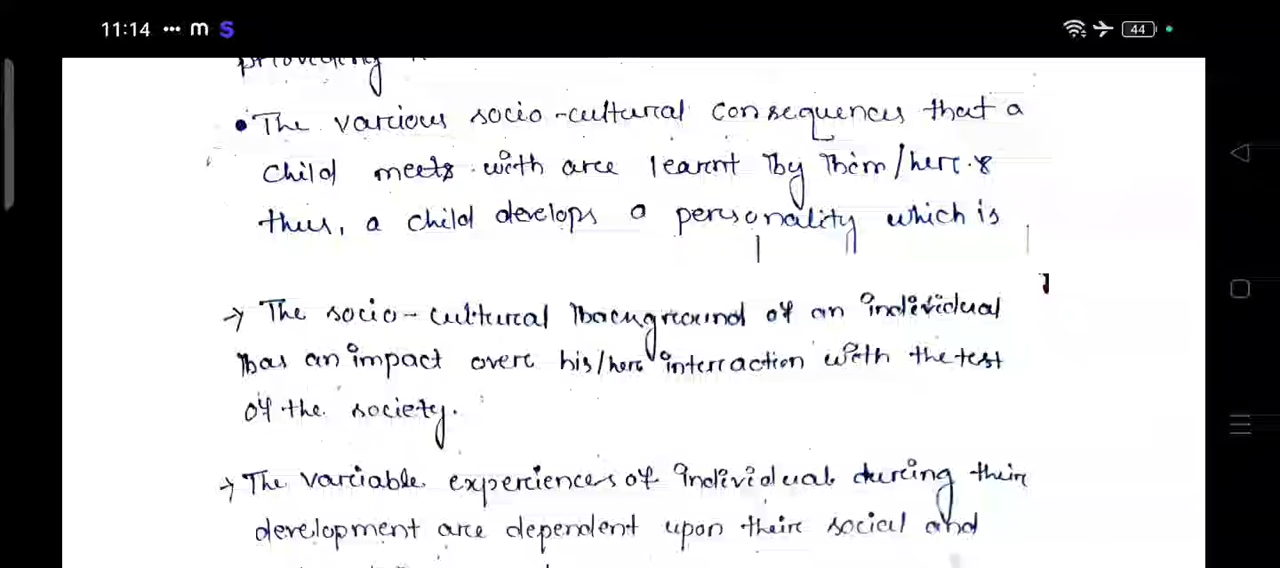 11:14 ••• m S 44
providing
• The various socio-cultural consequences that a
child meets with are learnt by him/her &
thus, a child develops a personality which is
→ The socio-cultural background of an individual
has an impact over his/her interaction with the rest
of the society.
→ The variable experiences of individual during their
development are dependent upon their social and